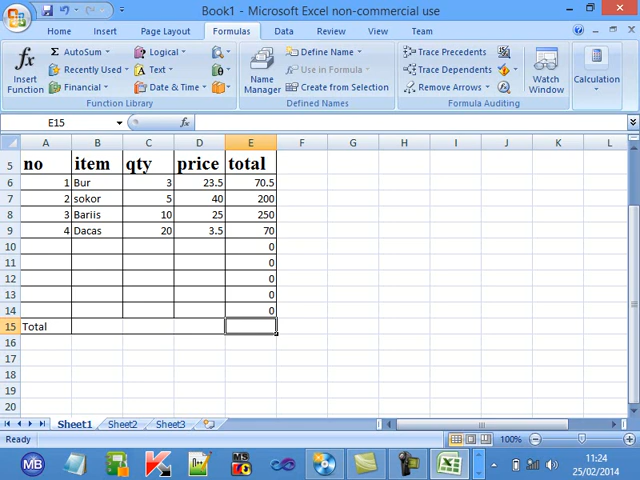 Book1 - Microsoft Excel non-commercial use
Home Insert Page Layout Formulas Data Review View Team
fx Σ AutoSum Logical Define Name Trace Precedents
Insert Function Recently Used Text Name Manager Use in Formula Trace Dependents Watch Window Calculation
Financial Date & Time Create from Selection Remove Arrows
Function Library Defined Names Formula Auditing
E15 fx
A B C D E F G H I J K L
5 no item qty price total
6 1 Bur 3 23.5 70.5
7 2 sokor 5 40 200
8 3 Bariis 10 25 250
9 4 Dacas 20 3.5 70
10 0
11 0
12 0
13 0
14 0
15 Total
16
17
18
19
20
Sheet1 Sheet2 Sheet3
Ready 100%
MB MS 11:24
25/02/2014